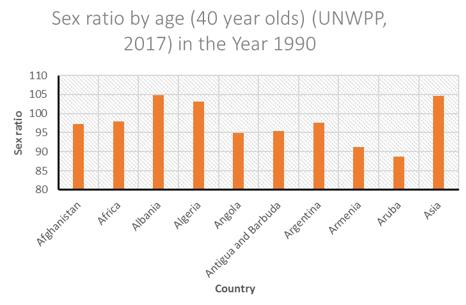 Sex ratio by age (40 year olds) (UNWPP,
2017) in the Year 1990
110
105
100
95
90
85
80
Sex ratio
Afghanistan
Africa
Albania
Algeria
Angola
Antigua and Barbuda
Argentina
Armenia
Aruba
Asia
Country